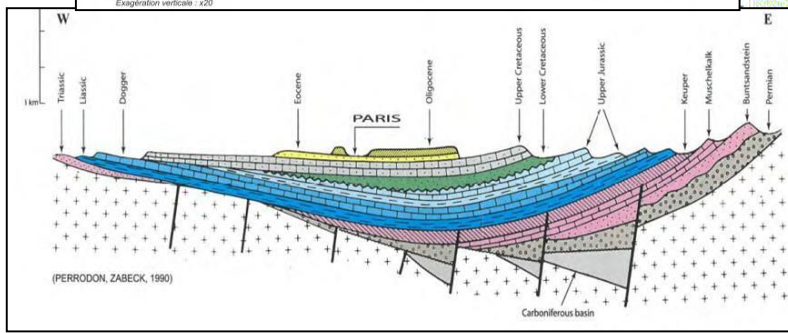 Exagération verticale : x20
W
E
1 km
Triassic
Liassic
Dogger
Eocene
PARIS
Oligocene
Upper Cretaceous
Lower Cretaceous
Upper Jurassic
Keuper
Muschelkalk
Buntsandstein
Permian
(PERRODON, ZABECK, 1990)
Carboniferous basin